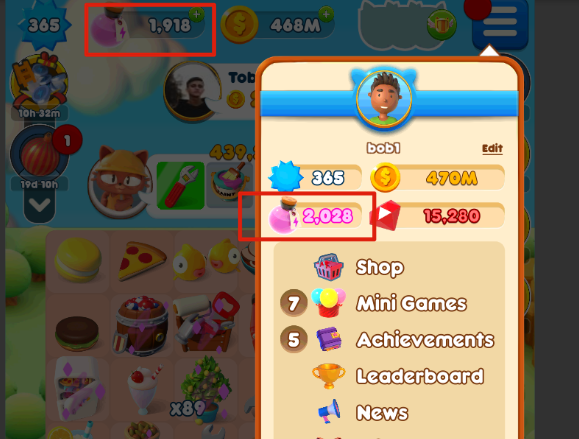 365 1,918 468M
Tob
10h 32m
bob1 Edit
1
439,
365 470M
19d 10h
2,028 15,280
Shop
7 Mini Games
5 Achievements
Leaderboard
News
x89